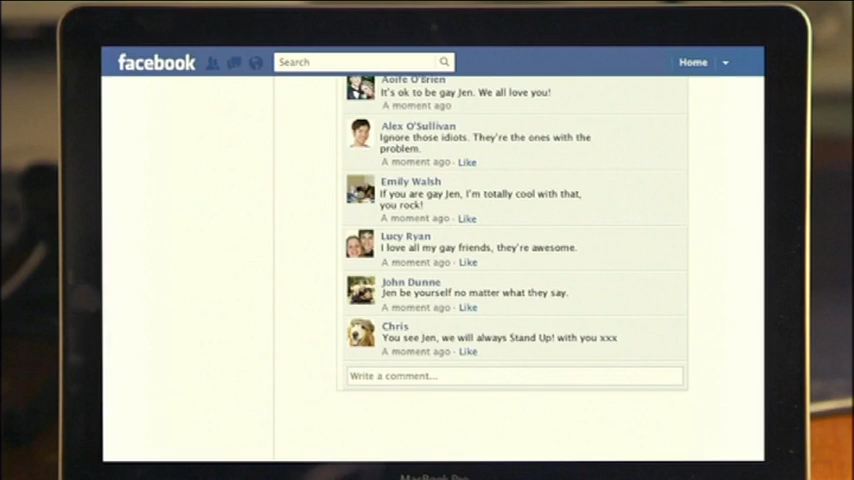 facebook
Search
Home
Aoife O'Brien
It's ok to be gay Jen. We all love you!
A moment ago
Alex O'Sullivan
Ignore those idiots. They're the ones with the
problem.
A moment ago · Like
Emily Walsh
If you are gay Jen, I'm totally cool with that,
you rock!
A moment ago · Like
Lucy Ryan
I love all my gay friends, they're awesome.
A moment ago · Like
John Dunne
Jen be yourself no matter what they say.
A moment ago · Like
Chris
You see Jen, we will always Stand Up! with you xxx
A moment ago · Like
Write a comment...
MacBook Pro